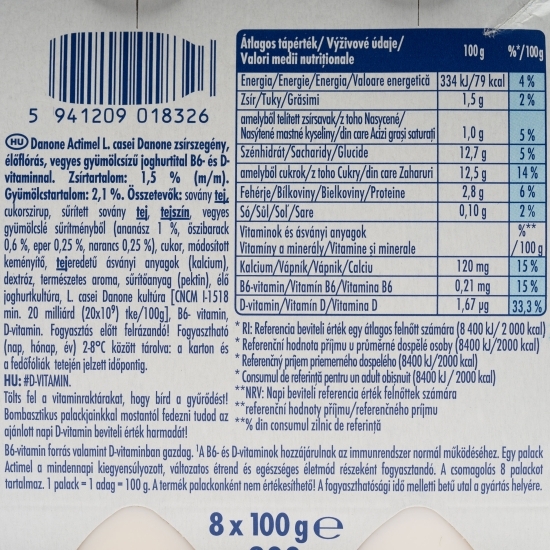 5 941209 018326
HU Danone Actimel L. casei Danone zsírszegény,
élőflórás, vegyes gyümölcsízű joghurtital B6- és D-
vitaminnal. Zsírtartalom: 1,5 % (m/m).
Gyümölcstartalom: 2,1 %. Összetevők: sovány tej,
cukorszirup, sűrített sovány tej, tejszín, vegyes
gyümölcslé sűrítményből (ananász 1 %, őszibarack
0,6 %, eper 0,25 %, narancs 0,25 %), cukor, módosított
keményítő, tejeredetű ásványi anyagok (kalcium),
dextróz, természetes aroma, sűrítőanyag (pektin), élő
joghurtkultúra, L. casei Danone kultúra [CNCM I-1518
min. 20 milliárd (20x10⁹) tke/100g], B6- vitamin,
D-vitamin. Fogyasztás előtt felrázandó! Fogyasztható
(nap, hónap, év) 2-8°C között tárolva: a karton és
a fedőfóliák tetején jelzett időpontig.
HU: #D-VITAMIN.
Tölts fel a vitaminraktárakat, hogy bírd a gyűrődést!
Bombasztikus palackjainkkal mostantól fedezni tudod az
ajánlott napi D-vitamin beviteli érték harmadát!
Átlagos tápérték/ Výživové údaje/
Valori medii nutriționale 100 g %*/100g
Energia/Energie/Energia/Valoare energetică 334 kJ/79 kcal 4 %
Zsír/Tuky/Grăsimi 1,5 g 2 %
amelyből telített zsírsavak/z toho Nasycené/
Nasýtené mastné kyseliny/din care Acizi grași saturați 1,0 g 5 %
Szénhidrát/Sacharidy/Glucide 12,7 g 5 %
amelyből cukrok/z toho Cukry/din care Zaharuri 12,5 g 14 %
Fehérje/Bílkoviny/Bielkoviny/Proteine 2,8 g 6 %
Só/Sůl/Soľ/Sare 0,10 g 2 %
Vitaminok és ásványi anyagok %**
Vitamíny a minerály/Vitamine și minerale /100 g
Kalcium/Vápník/Vápnik/Calciu 120 mg 15 %
B6-vitamin/Vitamín B6/Vitamina B6 0,21 mg 15 %
D-vitamin/Vitamín D/Vitamina D 1,67 µg 33,3 %
* RI: Referencia beviteli érték egy átlagos felnőtt számára (8 400 kJ/ 2 000 kcal)
* Referenční hodnota příjmu u průměrné dospělé osoby (8400 kJ/2000 kcal)
* Referenčný príjem priemerného dospelého (8400 kJ/2000 kcal)
* Consumul de referință pentru un adult obișnuit (8400 kJ / 2000 kcal)
**NRV: Napi beviteli referencia érték felnőttek számára
**referenční hodnoty příjmu/referenčného príjmu
**% din consumul zilnic de referință
B6-vitamin forrás valamint D-vitaminban gazdag. ¹A B6- és D-vitaminok hozzájárulnak az immunrendszer normál működéséhez. Egy palack
Actimel a mindennapi kiegyensúlyozott, változatos étrend és egészséges életmód részeként fogyasztandó. A csomagolás 8 palackot
tartalmaz. 1 palack = 1 adag = 100 g. A termék palackonként nem értékesíthető! A fogyaszthatósági idő melletti betű utal a gyártós helyére.
8 x 100 g e